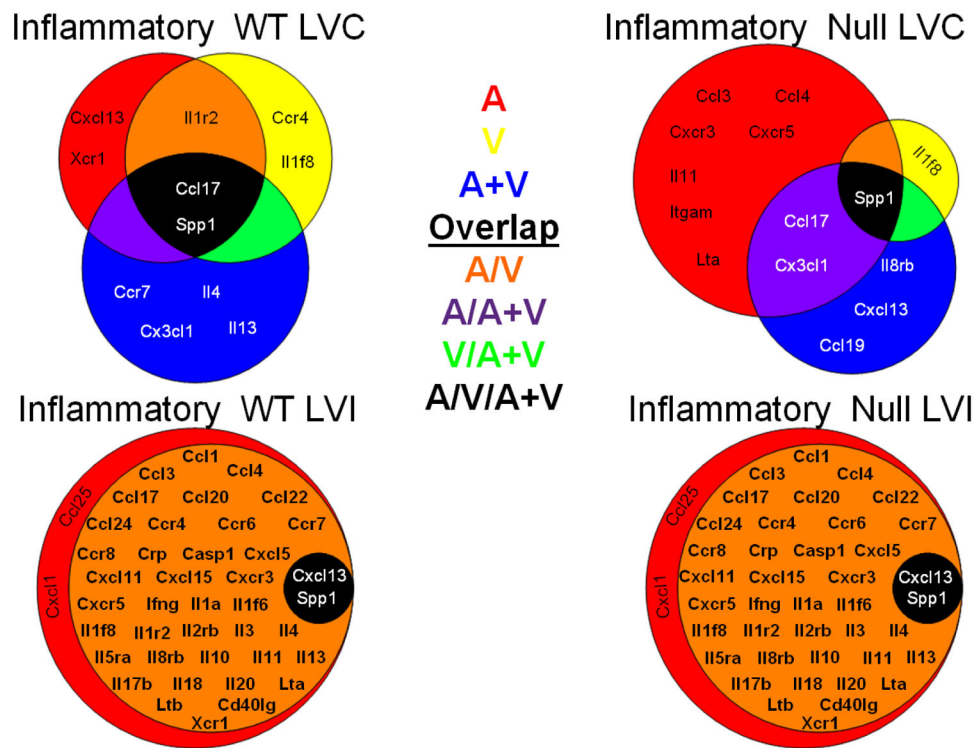 Inflammatory WT LVC
Cxcl13
Il1r2
Ccr4
Xcr1
Il1f8
Ccl17
Spp1
Ccr7
Il4
Cx3cl1
Il13
A
V
A+V
Overlap
A/V
A/A+V
V/A+V
A/V/A+V
Inflammatory Null LVC
Ccl3 Ccl4
Cxcr3 Cxcr5
Il1f8
Il11
Spp1
Itgam
Ccl17
Lta
Cx3cl1
Il8rb
Cxcl13
Ccl19
Inflammatory WT LVI
Ccl25
Cxcl1
Ccl1
Ccl3 Ccl4
Ccl17 Ccl20 Ccl22
Ccl24 Ccr4 Ccr6 Ccr7
Ccr8 Crp Casp1 Cxcl5
Cxcl11 Cxcl15 Cxcr3
Cxcl13
Spp1
Cxcr5 Ifng Il1a Il1f6
Il1f8 Il1r2 Il2rb Il3 Il4
Il5ra Il8rb Il10 Il11 Il13
Il17b Il18 Il20 Lta
Ltb Cd40lg
Xcr1
Inflammatory Null LVI
Ccl25
Cxcl1
Ccl1
Ccl3 Ccl4
Ccl17 Ccl20 Ccl22
Ccl24 Ccr4 Ccr6 Ccr7
Ccr8 Crp Casp1 Cxcl5
Cxcl11 Cxcl15 Cxcr3
Cxcl13
Spp1
Cxcr5 Ifng Il1a Il1f6
Il1f8 Il1r2 Il2rb Il3 Il4
Il5ra Il8rb Il10 Il11 Il13
Il17b Il18 Il20 Lta
Ltb Cd40lg
Xcr1